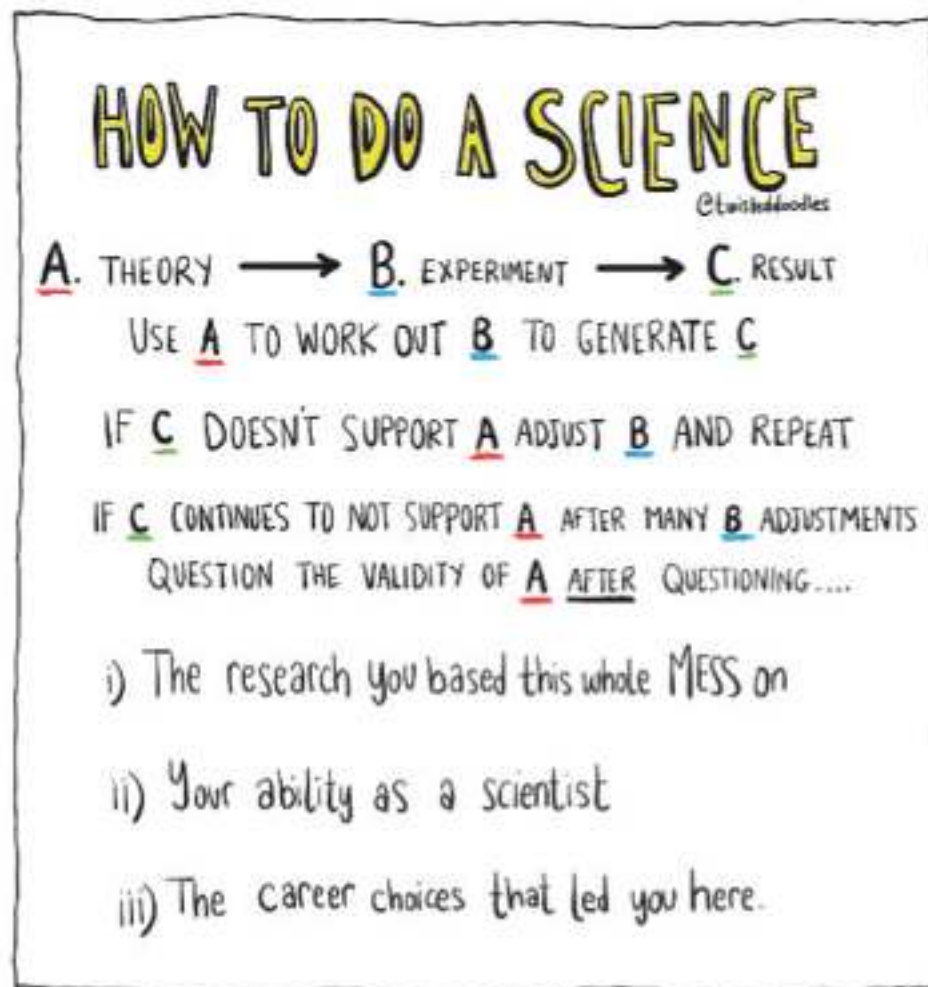 HOW TO DO A SCIENCE
@twisteddoodles
A. THEORY → B. EXPERIMENT → C. RESULT
USE A TO WORK OUT B TO GENERATE C
IF C DOESN'T SUPPORT A ADJUST B AND REPEAT
IF C CONTINUES TO NOT SUPPORT A AFTER MANY B ADJUSTMENTS
QUESTION THE VALIDITY OF A AFTER QUESTIONING....
i) The research you based this whole MESS on
ii) Your ability as a scientist
iii) The career choices that led you here.